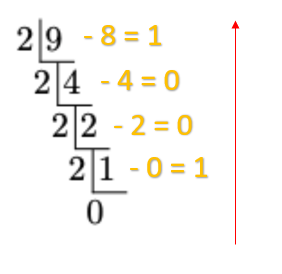 2 9 - 8 = 1
2 4 - 4 = 0
2 2 - 2 = 0
2 1 - 0 = 1
0